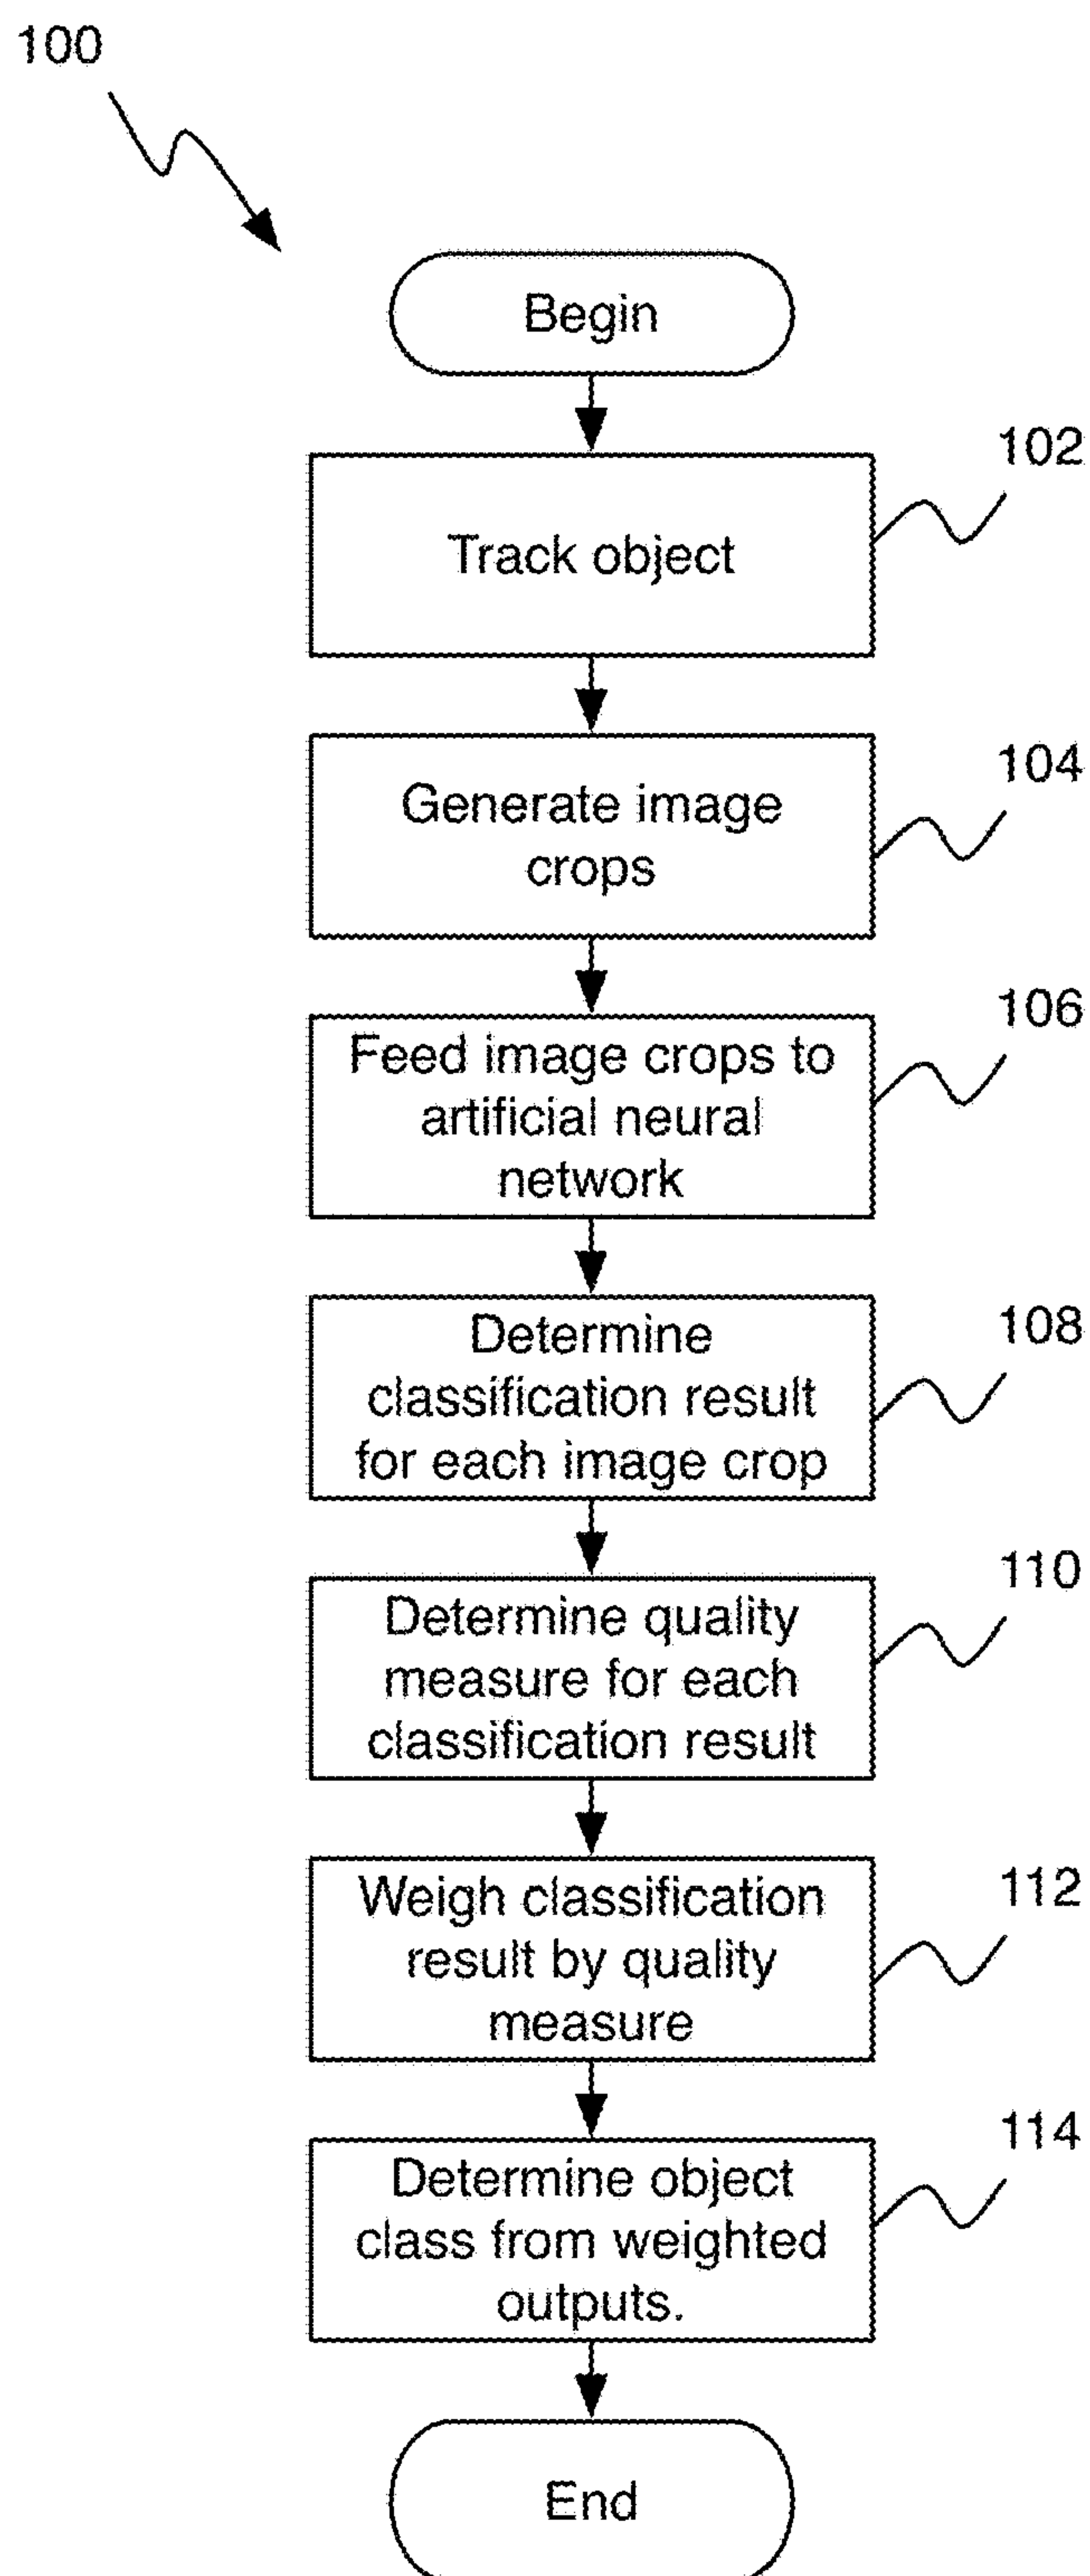 100
Begin
102
Track object
104
Generate image
crops
106
Feed image crops to
artificial neural
network
108
Determine
classification result
for each image crop
110
Determine quality
measure for each
classification result
112
Weigh classification
result by quality
measure
114
Determine object
class from weighted
outputs.
End